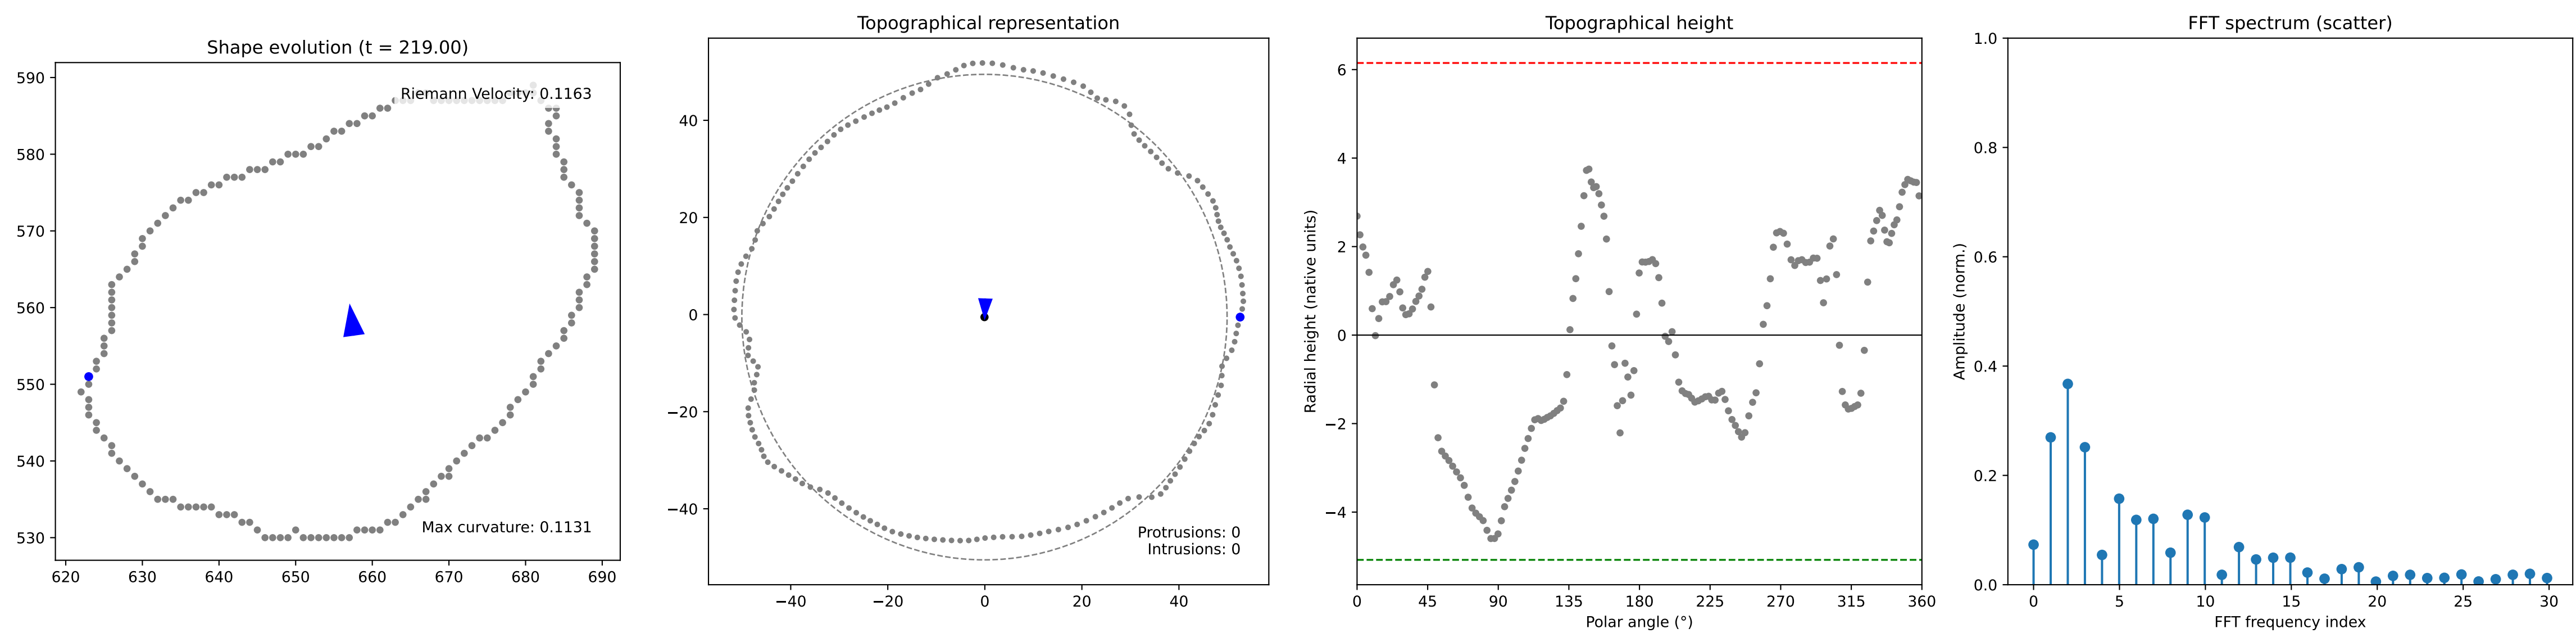 Shape evolution (t = 219.00)
590
580
570
560
550
540
530
620 630 640 650 660 670 680 690
Riemann Velocity: 0.1163
Max curvature: 0.1131
Topographical representation
40
20
0
−20
−40
−40 −20 0 20 40
Protrusions: 0
Intrusions: 0
Topographical height
Radial height (native units)
6
4
2
0
−2
−4
0 45 90 135 180 225 270 315 360
Polar angle (°)
FFT spectrum (scatter)
Amplitude (norm.)
1.0
0.8
0.6
0.4
0.2
0.0
0 5 10 15 20 25 30
FFT frequency index